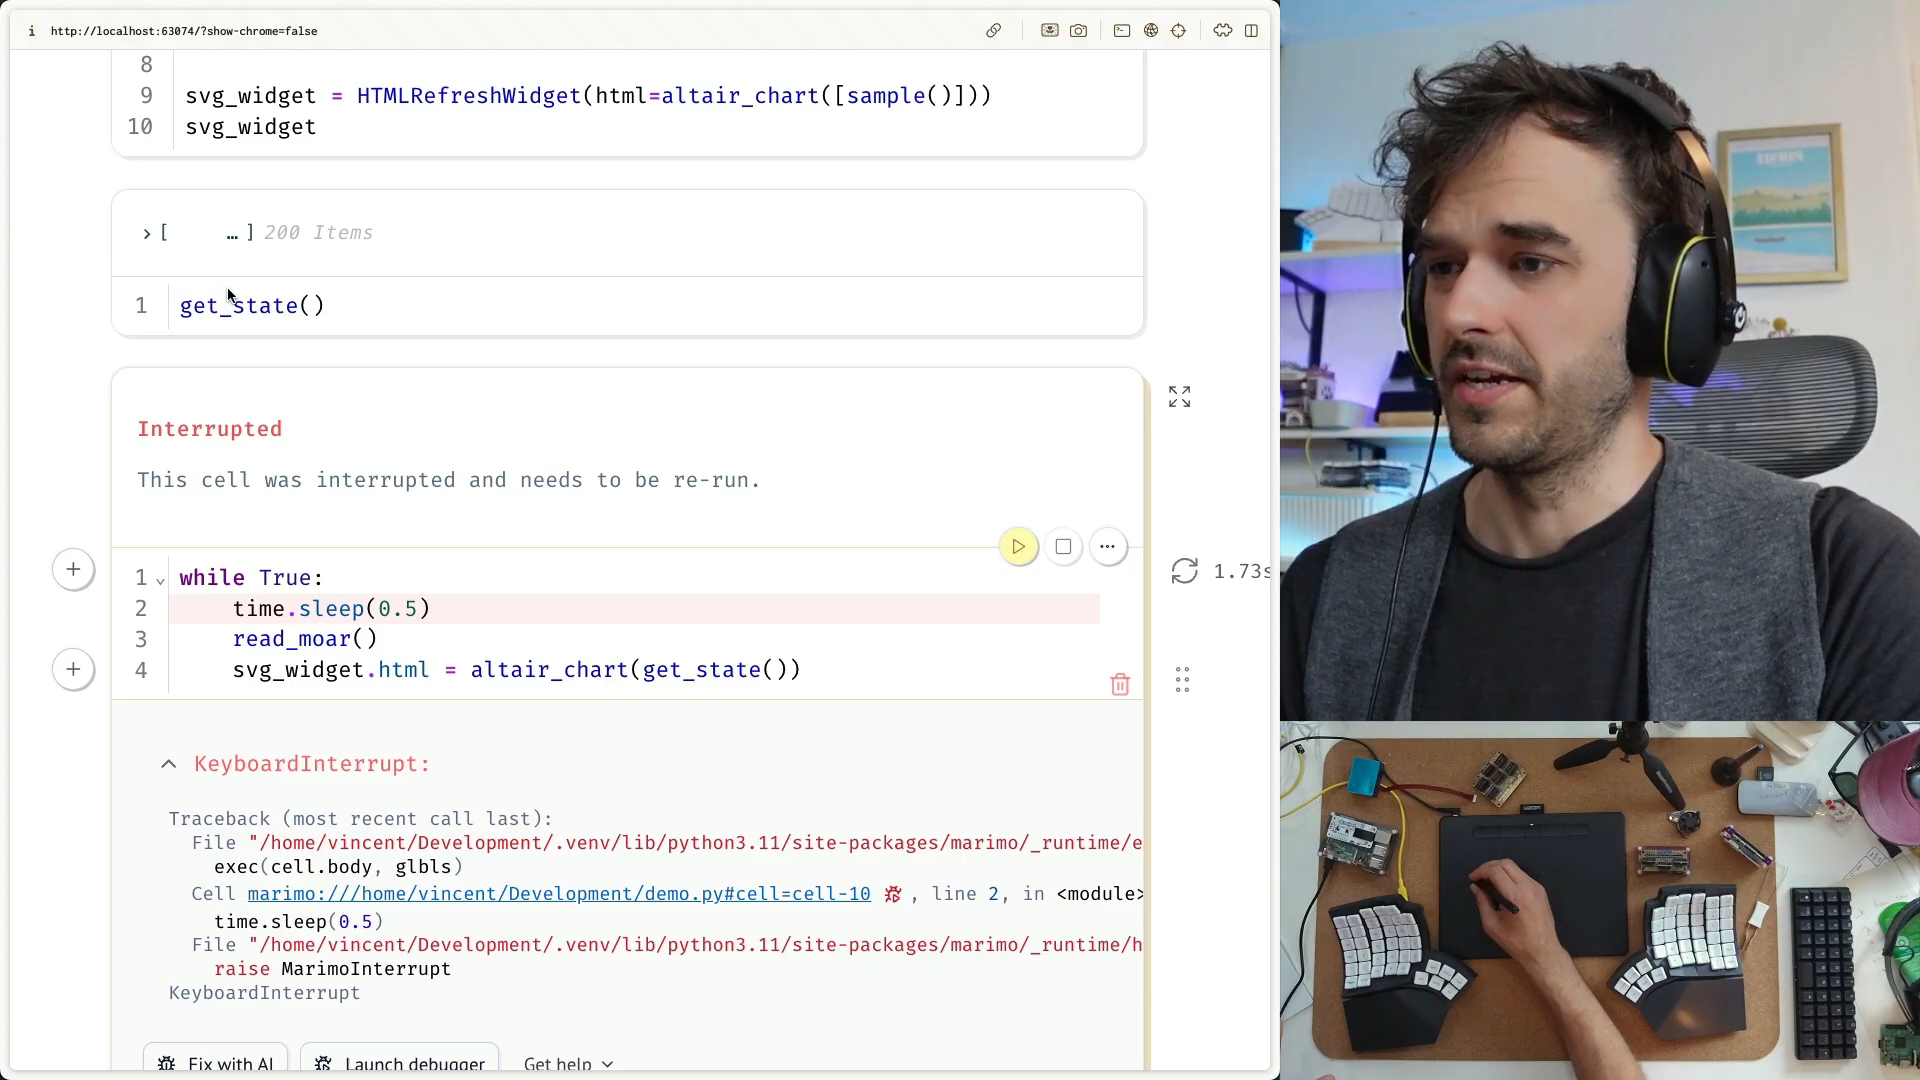 i http://localhost:63074/?show-chrome=false
8
9 svg_widget = HTMLRefreshWidget(html=altair_chart([sample()]))
10 svg_widget
[ … ] 200 Items
1 get_state()
Interrupted
This cell was interrupted and needs to be re-run.
1 while True:
1.73s
2 time.sleep(0.5)
3 read_moar()
4 svg_widget.html = altair_chart(get_state())
KeyboardInterrupt:
Traceback (most recent call last):
File "/home/vincent/Development/.venv/lib/python3.11/site-packages/marimo/_runtime/e
exec(cell.body, glbls)
Cell marimo:///home/vincent/Development/demo.py#cell=cell-10 , line 2, in <module>
time.sleep(0.5)
File "/home/vincent/Development/.venv/lib/python3.11/site-packages/marimo/_runtime/h
raise MarimoInterrupt
KeyboardInterrupt
Fix with AI Launch debugger Get help
wacom